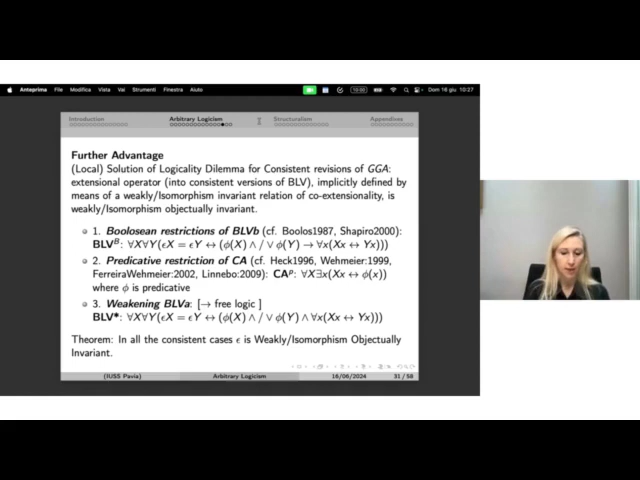 Anteprima File Modifica Vista Vai Strumenti Finestra Aiuto Dom 16 giu 10:27
Introduction Arbitrary Logicism Structuralism Appendices
Further Advantage
(Local) Solution of Logicality Dilemma for Consistent revisions of GGA:
extensional operator (into consistent versions of BLV), implicitly defined by
means of a weakly/Isomorphism invariant relation of co-extensionality, is
weakly/Isomorphism objectually invariant.
1. Boolosean restrictions of BLVb (cf. Boolos1987, Shapiro2000):
BLVᴮ: ∀X∀Y(ϵX = ϵY ↔ (ϕ(X) ∧ / ∨ ϕ(Y) → ∀x(Xx ↔ Yx)))
2. Predicative restriction of CA (cf. Heck1996, Wehmeier:1999,
FerreiraWehmeier:2002, Linnebo:2009): CAᵖ: ∀X∃x(Xx ↔ ϕ(x))
where ϕ is predicative
3. Weakening BLVa: [→ free logic ]
BLV*: ∀X∀Y(ϵX = ϵY ↔ (ϕ(X) ∧ / ∨ ϕ(Y) ∧ ∀x(Xx ↔ Yx)))
Theorem: In all the consistent cases ϵ is Weakly/Isomorphism Objectually
Invariant.
(IUSS Pavia) Arbitrary Logicism 16/06/2024 31 / 58